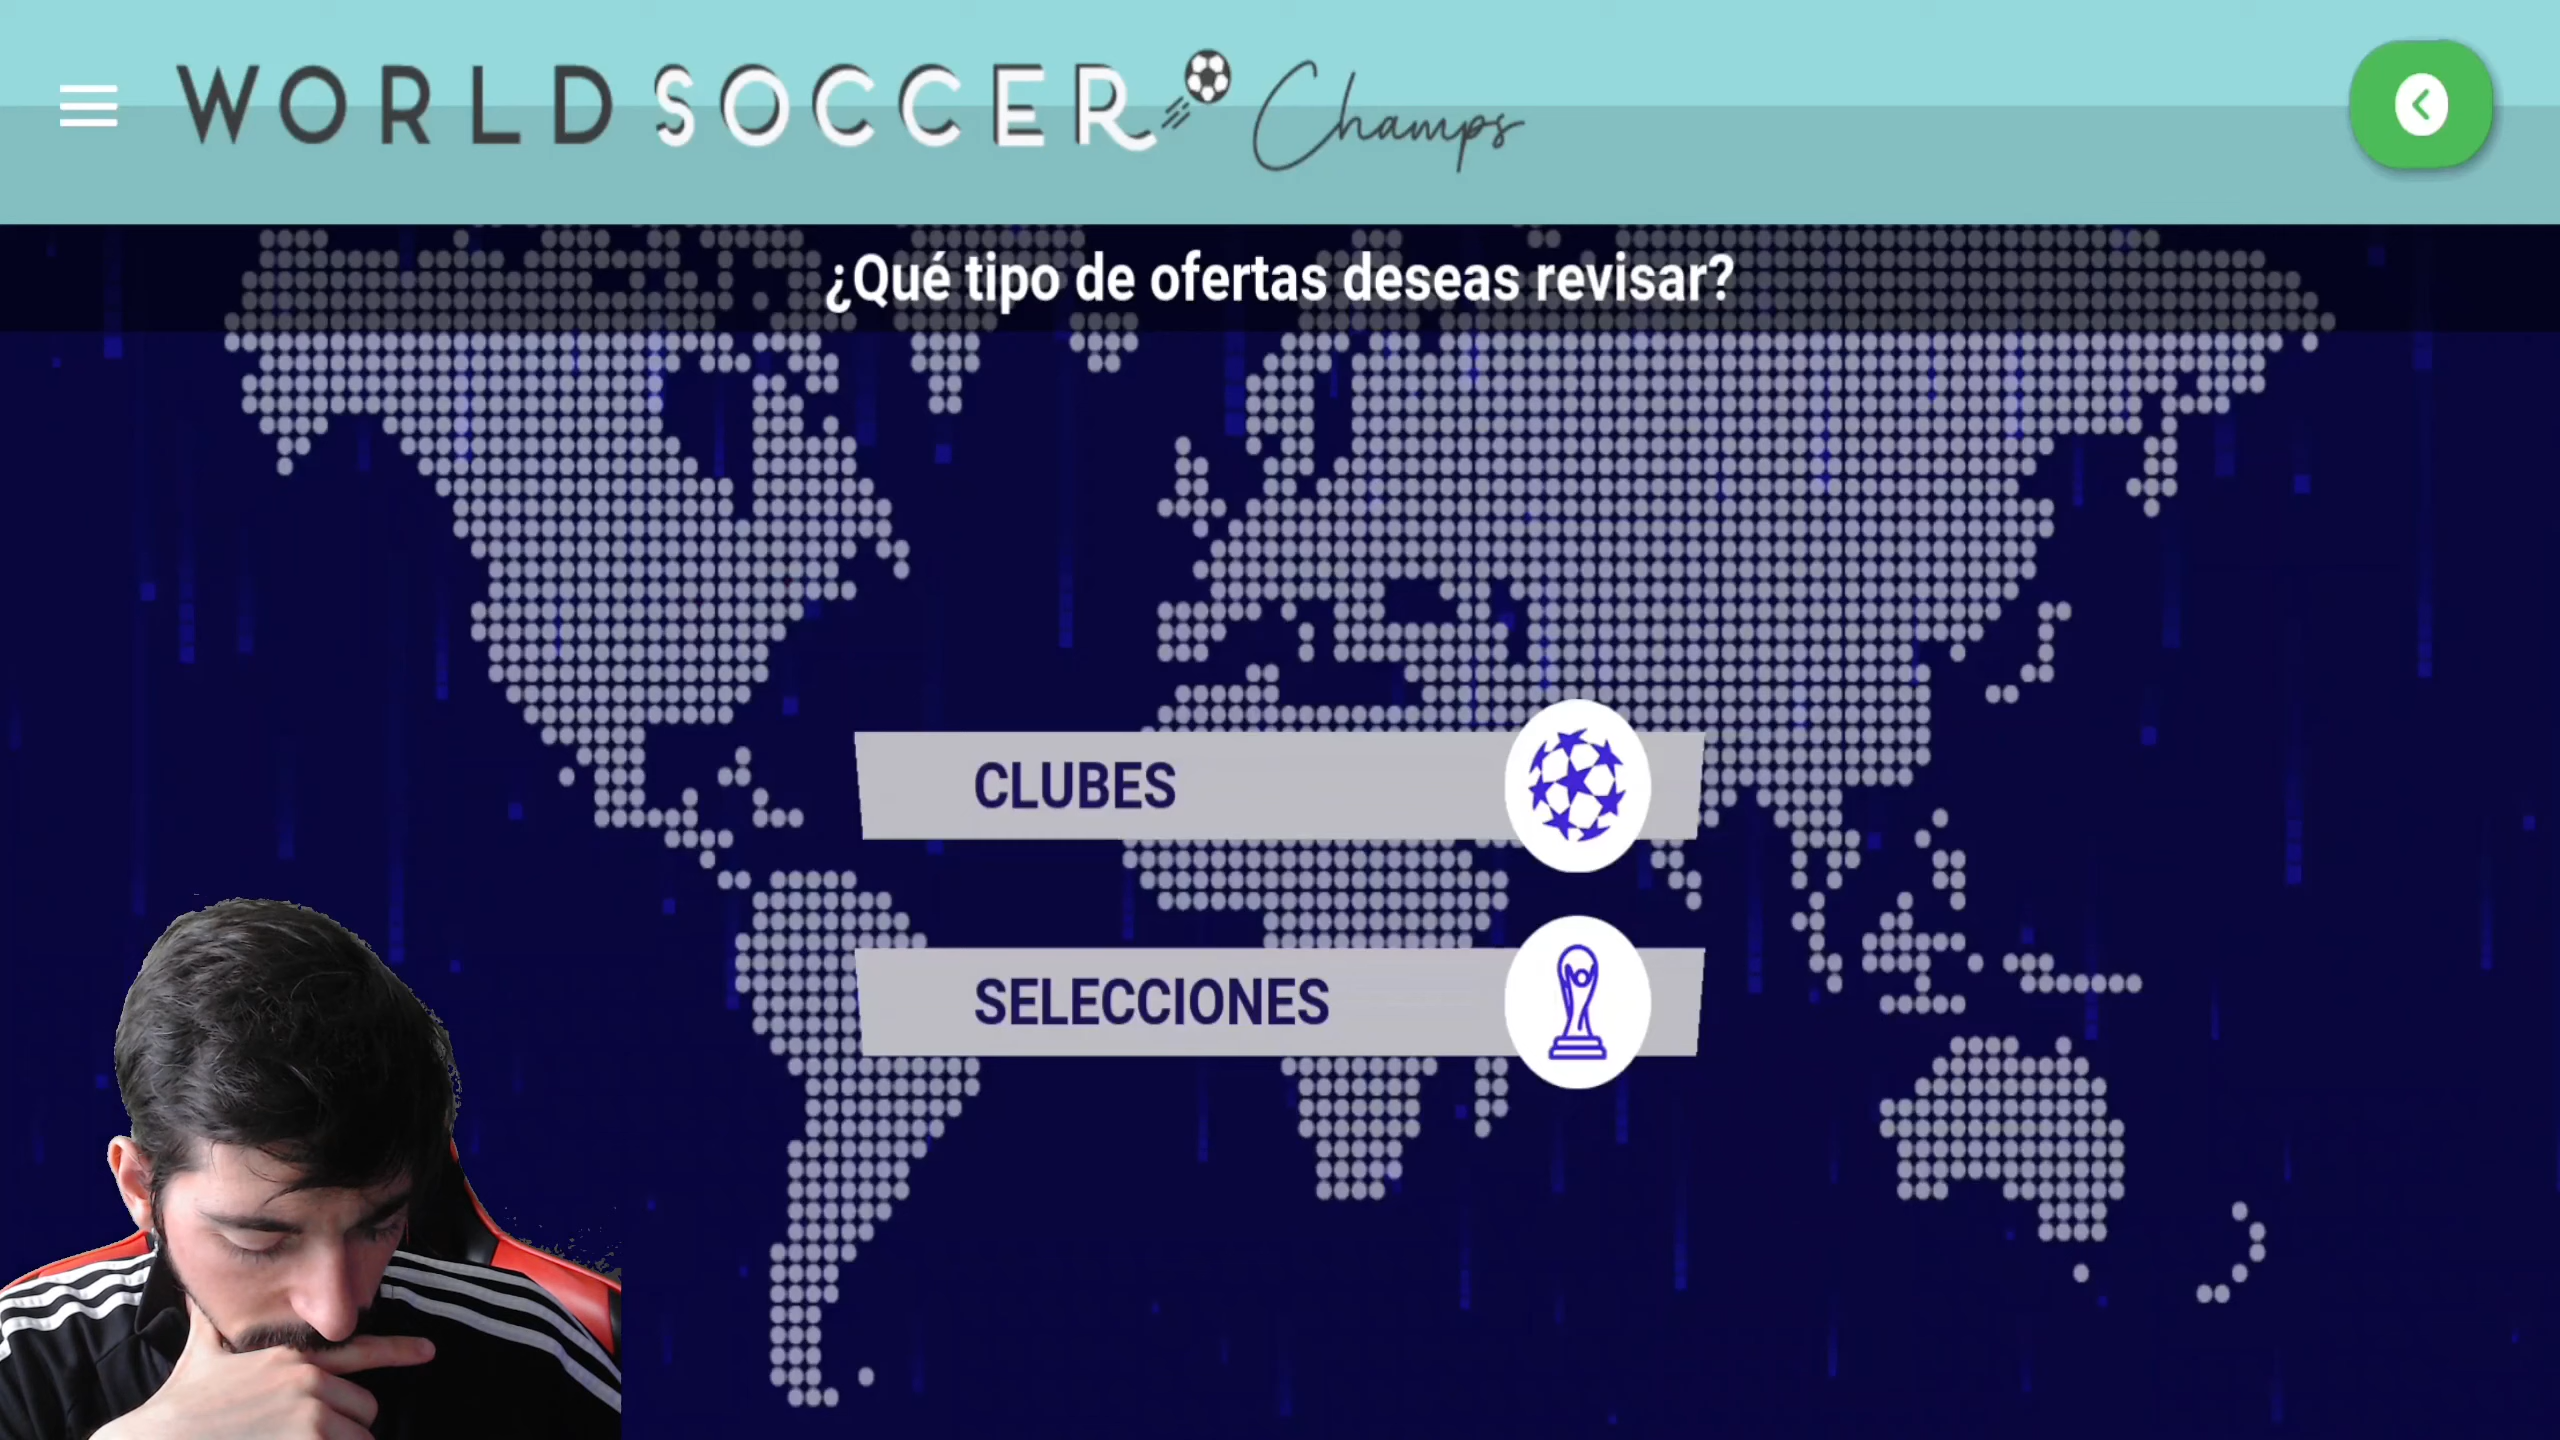 WORLD SOCCER Champs
¿Qué tipo de ofertas deseas revisar?
CLUBES
SELECCIONES